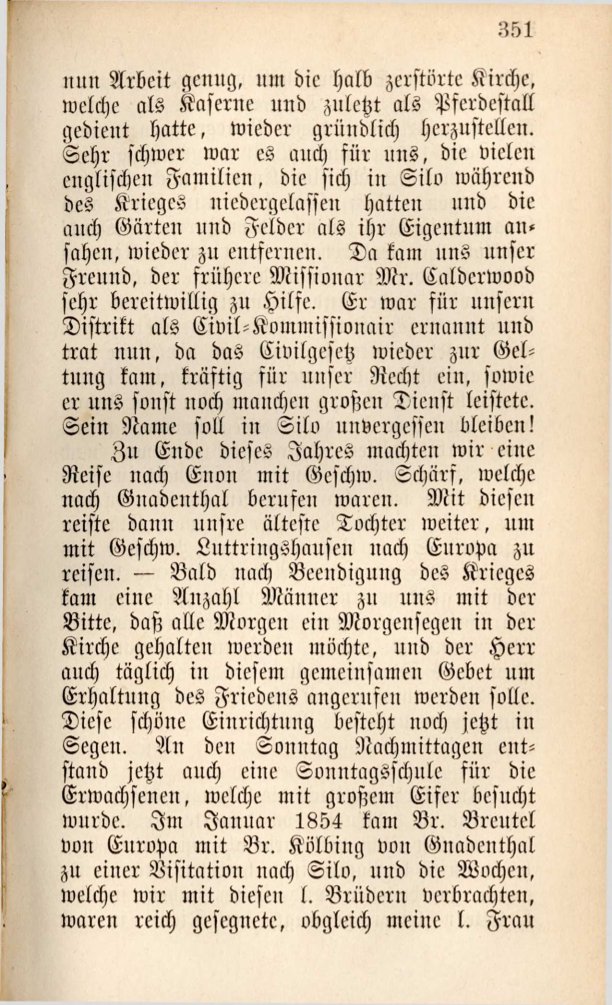 351
nun Arbeit genug, um die halb zerstörte Kirche,
welche als Kaserne und zuletzt als Pferdestall
gedient hatte, wieder gründlich herzustellen.
Sehr schwer war es auch für uns, die vielen
englischen Familien, die sich in Silo während
des Krieges niedergelassen hatten und die
auch Gärten und Felder als ihr Eigentum an-
sahen, wieder zu entfernen. Da kam uns unser
Freund, der frühere Missionar Mr. Calderwood
sehr bereitwillig zu Hilfe. Er war für unsern
Distrikt als Civil-Kommissionair ernannt und
trat nun, da das Civilgesetz wieder zur Gel-
tung kam, kräftig für unser Recht ein, sowie
er uns sonst noch manchen großen Dienst leistete.
Sein Name soll in Silo unvergessen bleiben!
Zu Ende dieses Jahres machten wir eine
Reise nach Enon mit Geschw. Schärf, welche
nach Gnadenthal berufen waren. Mit diesen
reiste dann unsre älteste Tochter weiter, um
mit Geschw. Luttringshausen nach Europa zu
reisen. — Bald nach Beendigung des Krieges
kam eine Anzahl Männer zu uns mit der
Bitte, daß alle Morgen ein Morgensegen in der
Kirche gehalten werden möchte, und der Herr
auch täglich in diesem gemeinsamen Gebet um
Erhaltung des Friedens angerufen werden solle.
Diese schöne Einrichtung besteht noch jetzt in
Segen. An den Sonntag Nachmittagen ent-
stand jetzt auch eine Sonntagsschule für die
Erwachsenen, welche mit großem Eifer besucht
wurde. Im Januar 1854 kam Br. Breutel
von Europa mit Br. Kölbing von Gnadenthal
zu einer Visitation nach Silo, und die Wochen,
welche wir mit diesen l. Brüdern verbrachten,
waren reich gesegnete, obgleich meine l. Frau